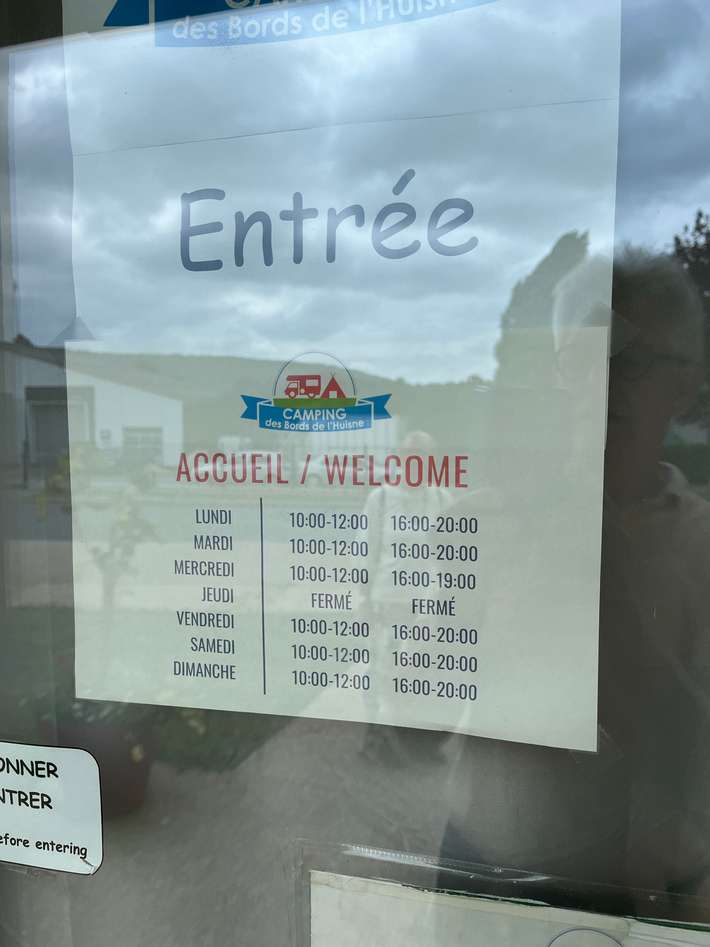 des Bords de l'Huisne
Entrée
CAMPING
des Bords de l'Huisne
ACCUEIL / WELCOME
LUNDI 10:00-12:00 16:00-20:00
MARDI 10:00-12:00 16:00-20:00
MERCREDI 10:00-12:00 16:00-19:00
JEUDI FERMÉ FERMÉ
VENDREDI 10:00-12:00 16:00-20:00
SAMEDI 10:00-12:00 16:00-20:00
DIMANCHE 10:00-12:00 16:00-20:00
ONNER
NTRER
efore entering